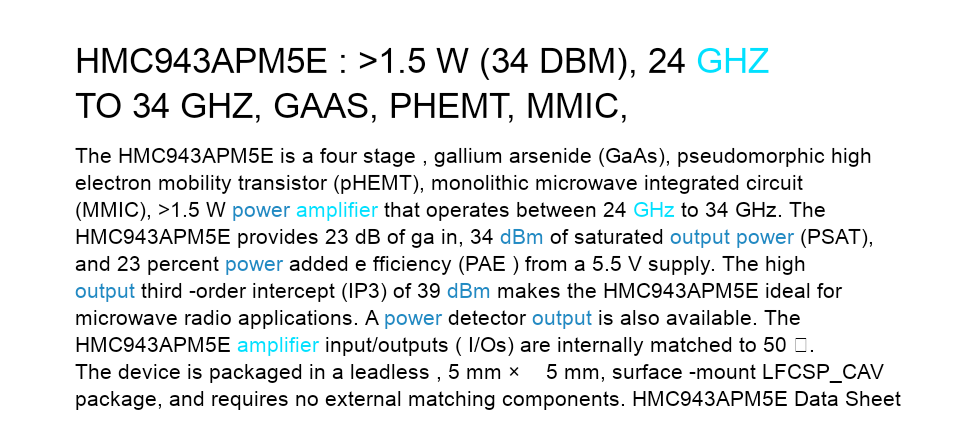 HMC943APM5E : >1.5 W (34 DBM), 24 GHZ
TO 34 GHZ, GAAS, PHEMT, MMIC,
The HMC943APM5E is a four stage , gallium arsenide (GaAs), pseudomorphic high
electron mobility transistor (pHEMT), monolithic microwave integrated circuit
(MMIC), >1.5 W power amplifier that operates between 24 GHz to 34 GHz. The
HMC943APM5E provides 23 dB of ga in, 34 dBm of saturated output power (PSAT),
and 23 percent power added e fficiency (PAE ) from a 5.5 V supply. The high
output third -order intercept (IP3) of 39 dBm makes the HMC943APM5E ideal for
microwave radio applications. A power detector output is also available. The
HMC943APM5E amplifier input/outputs ( I/Os) are internally matched to 50 .
The device is packaged in a leadless , 5 mm × 5 mm, surface -mount LFCSP_CAV
package, and requires no external matching components. HMC943APM5E Data Sheet